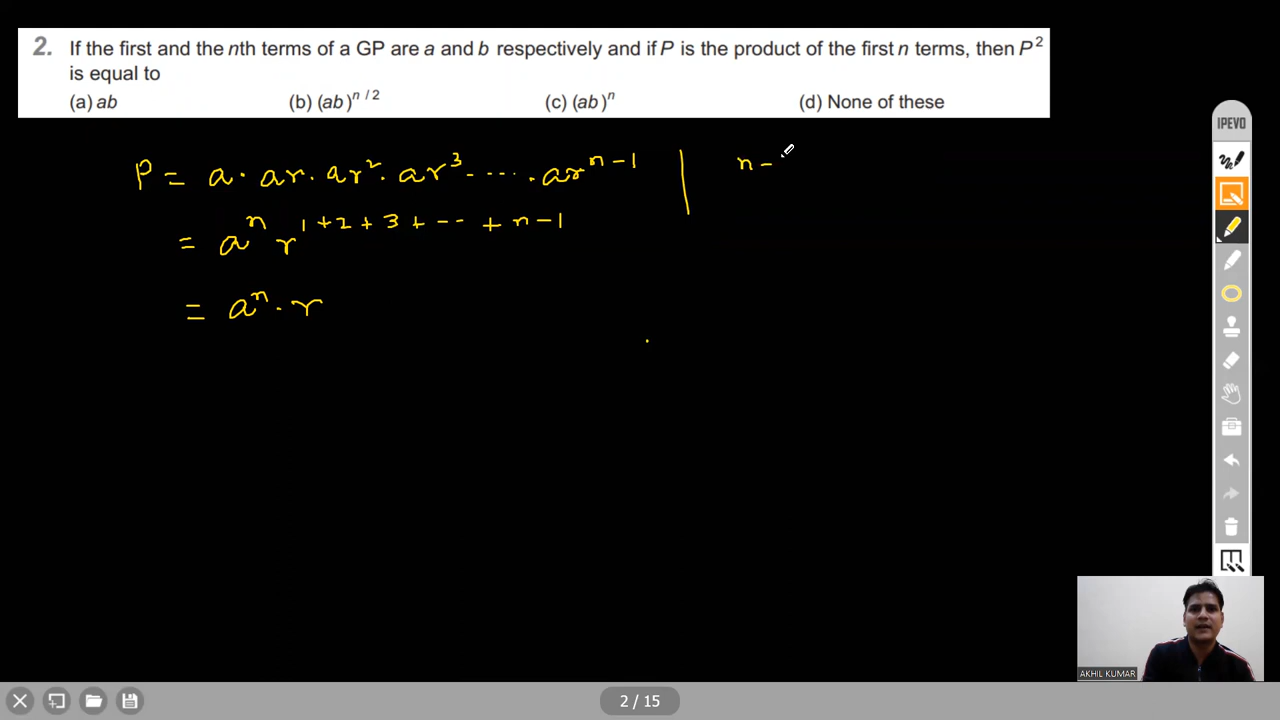 2. If the first and the nth terms of a GP are a and b respectively and if P is the product of the first n terms, then P²
is equal to
(a) ab (b) (ab)^{n/2} (c) (ab)^n (d) None of these
IPEVO
P = a · ar · ar² · ar³ · ···· · ar^{n-1} | n -
= a^n r^{1+2+3+--+n-1}
= a^n · r
AKHIL KUMAR
2 / 15